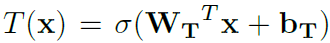 T(𝐱) = σ(𝐖_𝐓^T 𝐱 + 𝐛_𝐓)